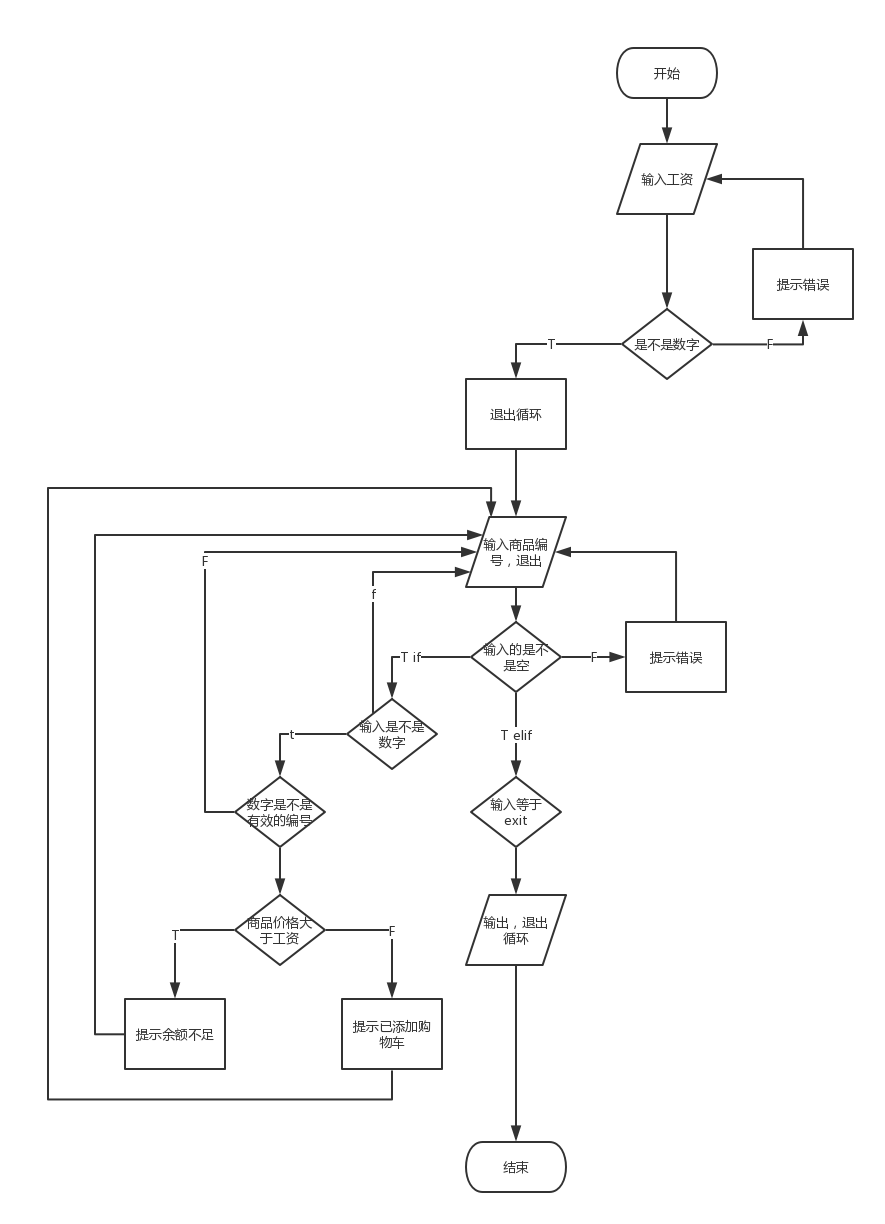 开始
输入工资
提示错误
是不是数字
T
F
退出循环
输入商品编
号，退出
F
f
输入的是不
是空
T if
F
提示错误
输入是不是
数字
t
T elif
数字是不是
有效的编号
输入等于
exit
商品价格大
于工资
T
F
输出，退出
循环
提示余额不足
提示已添加购
物车
结束